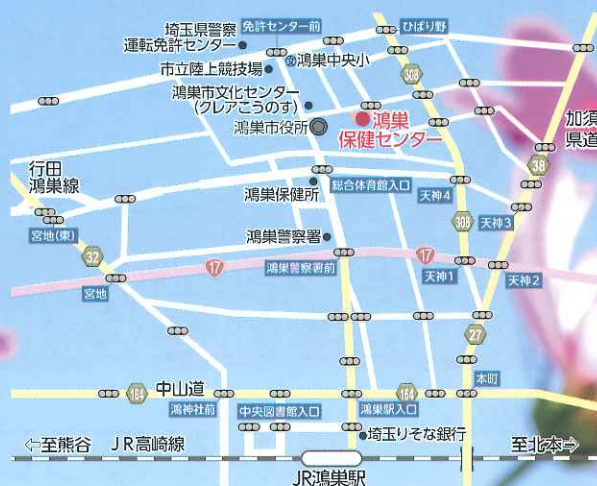 埼玉県警察
運転免許センター
免許センター前
ひばり野
鴻巣中央小
市立陸上競技場
308
鴻巣市文化センター
(クレアこうのす)
鴻巣市役所
鴻巣
保健センター
加須
県道
38
行田
鴻巣線
鴻巣保健所
総合体育館入口
天神4
308
天神3
宮地(東)
32
鴻巣警察署
17
鴻巣警察署前
17
天神1
天神2
宮地
27
164
中山道
鴻神社前
中央図書館入口
鴻巣駅入口
164
本町
埼玉りそな銀行
←至熊谷
JR高崎線
至北本→
JR鴻巣駅